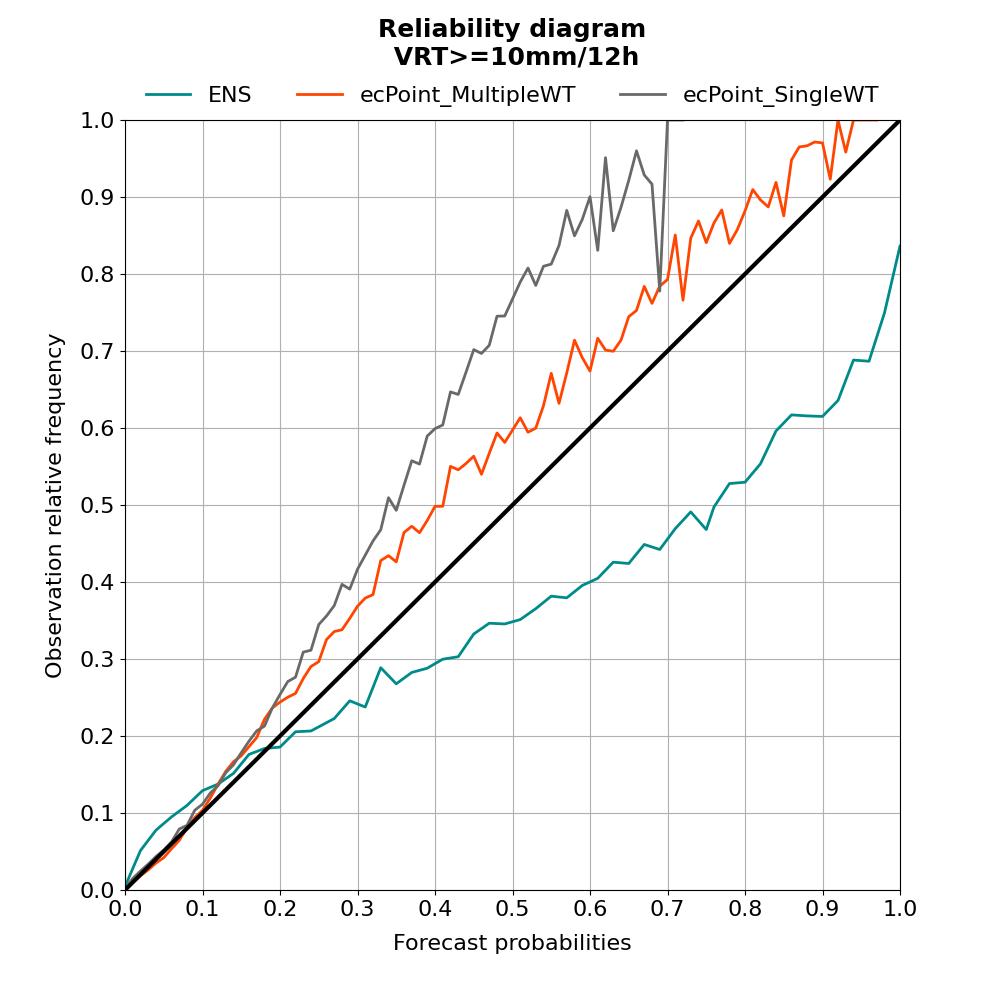 Reliability diagram
VRT>=10mm/12h
ENS ecPoint_MultipleWT ecPoint_SingleWT
1.0
0.9
0.8
0.7
0.6
0.5
0.4
0.3
0.2
0.1
0.0
Observation relative frequency
0.0 0.1 0.2 0.3 0.4 0.5 0.6 0.7 0.8 0.9 1.0
Forecast probabilities